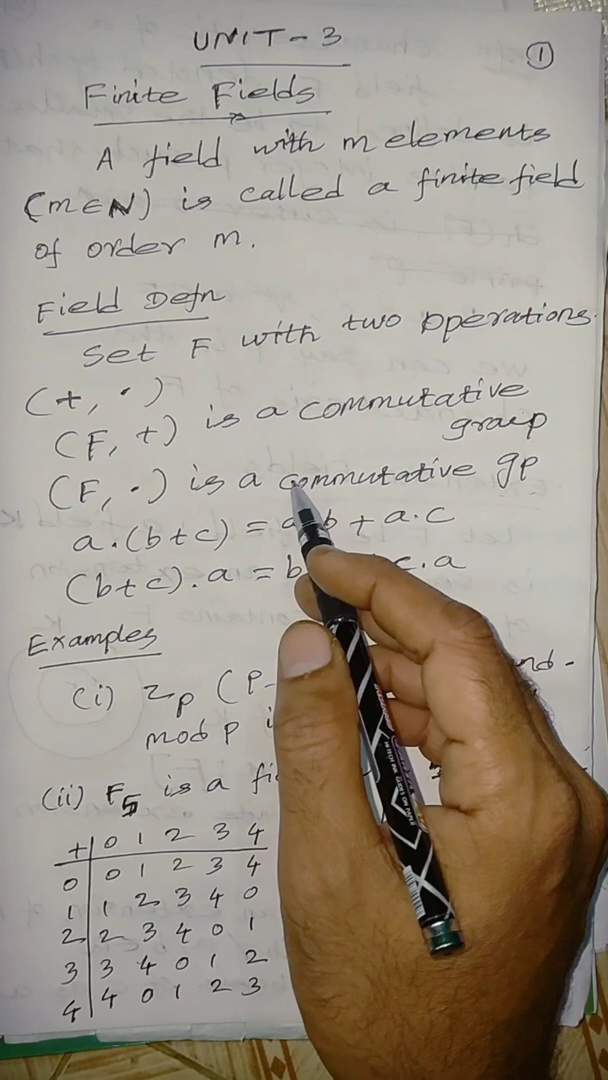 UNIT-3
1
Finite Fields
A field with m elements
(m∈N) is called a finite field
of order m.
Field Defn
Set F with two operations.
(+, ·)
(F, +) is a commutative
group
(F, ·) is a commutative gp
a.(b+c) = b + a.c
(b+c).a = b c.a
Examples
(i) Zp (p-
mod p
(ii) F5 is a
+ 0 1 2 3 4
0 0 1 2 3 4
1 1 2 3 4 0
2 2 3 4 0 1
3 3 4 0 1 2
4 4 0 1 2 3